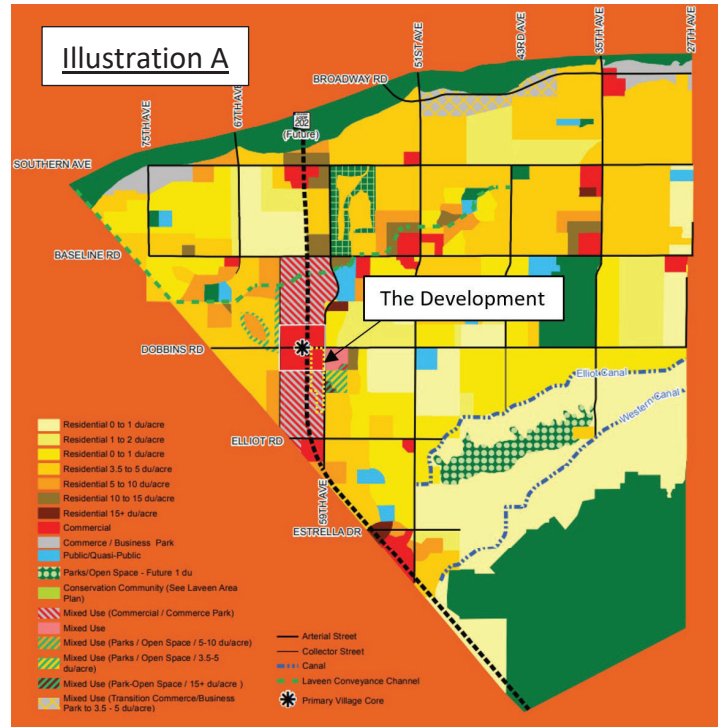 Illustration A
27TH AVE
35TH AVE
43RD AVE
51ST AVE
BROADWAY RD
67TH AVE
75TH AVE
202
(Future)
SOUTHERN AVE
BASELINE RD
The Development
DOBBINS RD
Elliot Canal
Western Canal
ELLIOT RD
59TH AVE
ESTRELLA DR
Residential 0 to 1 du/acre
Residential 1 to 2 du/acre
Residential 0 to 1 du/acre
Residential 3.5 to 5 du/acre
Residential 5 to 10 du/acre
Residential 10 to 15 du/acre
Residential 15+ du/acre
Commercial
Commerce / Business Park
Public/Quasi-Public
Parks/Open Space - Future 1 du
Conservation Community (See Laveen Area
Plan)
Mixed Use (Commercial / Commerce Park)
Mixed Use
Mixed Use (Parks / Open Space / 5-10 du/acre)
Mixed Use (Parks / Open Space / 3.5-5
du/acre)
Mixed Use (Park-Open Space / 15+ du/acre )
Mixed Use (Transition Commerce/Business
Park to 3.5 - 5 du/acre)
Arterial Street
Collector Street
Canal
Laveen Conveyance Channel
Primary Village Core